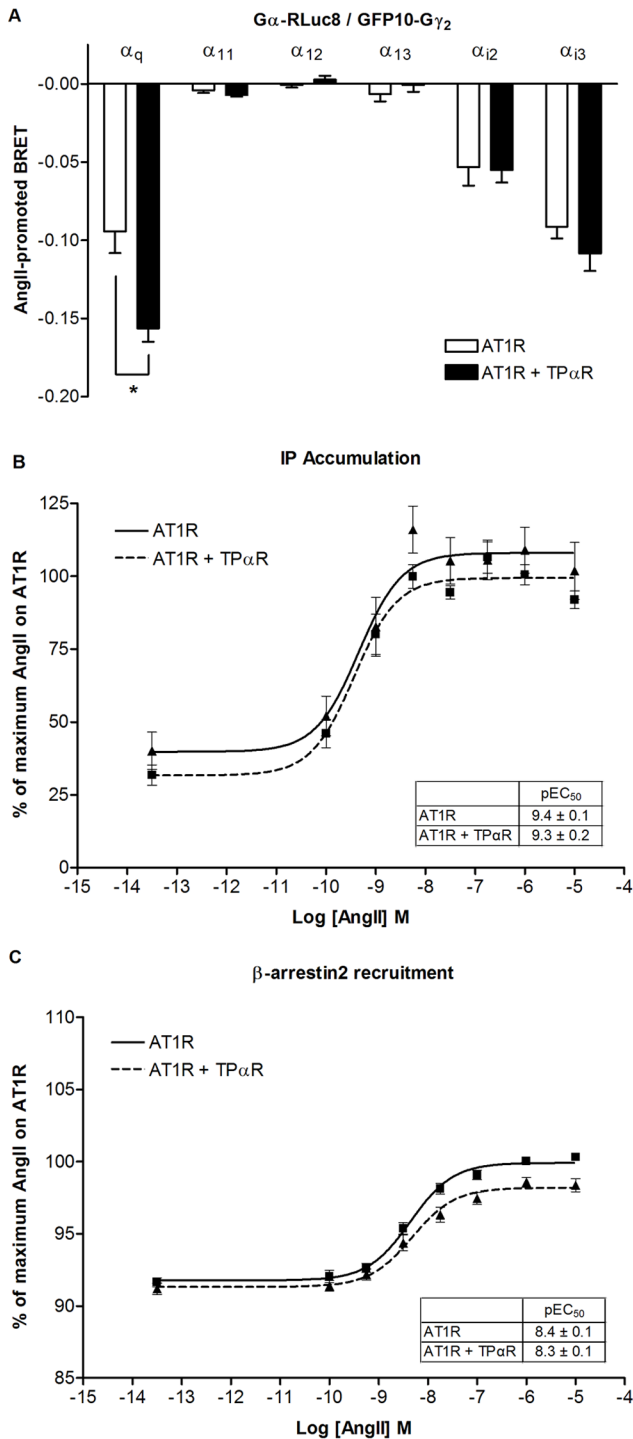 A
Gα-RLuc8 / GFP10-Gγ₂
αq α₁₁ α₁₂ α₁₃ αi2 αi3
-0.00
-0.05
-0.10
-0.15
-0.20
AngII-promoted BRET
*
AT1R
AT1R + TPαR
B
IP Accumulation
125
100
75
50
25
0
% of maximum AngII on AT1R
AT1R
AT1R + TPαR
pEC₅₀
AT1R 9.4 ± 0.1
AT1R + TPαR 9.3 ± 0.2
-15 -14 -13 -12 -11 -10 -9 -8 -7 -6 -5 -4
Log [AngII] M
C
β-arrestin2 recruitment
110
105
100
95
90
85
% of maximum AngII on AT1R
AT1R
AT1R + TPαR
pEC₅₀
AT1R 8.4 ± 0.1
AT1R + TPαR 8.3 ± 0.1
-15 -14 -13 -12 -11 -10 -9 -8 -7 -6 -5 -4
Log [AngII] M